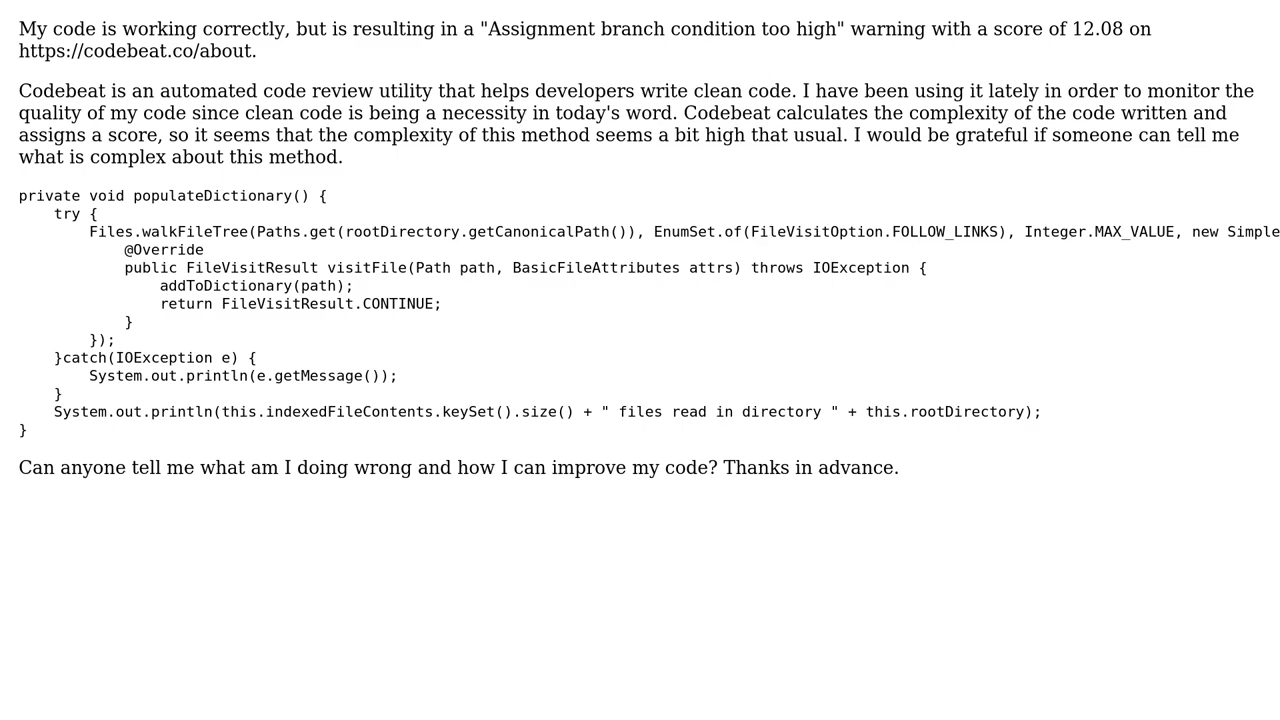 My code is working correctly, but is resulting in a "Assignment branch condition too high" warning with a score of 12.08 on
https://codebeat.co/about.
Codebeat is an automated code review utility that helps developers write clean code. I have been using it lately in order to monitor the
quality of my code since clean code is being a necessity in today's word. Codebeat calculates the complexity of the code written and
assigns a score, so it seems that the complexity of this method seems a bit high that usual. I would be grateful if someone can tell me
what is complex about this method.
private void populateDictionary() {
    try {
        Files.walkFileTree(Paths.get(rootDirectory.getCanonicalPath()), EnumSet.of(FileVisitOption.FOLLOW_LINKS), Integer.MAX_VALUE, new Simple
            @Override
            public FileVisitResult visitFile(Path path, BasicFileAttributes attrs) throws IOException {
                addToDictionary(path);
                return FileVisitResult.CONTINUE;
            }
        });
    }catch(IOException e) {
        System.out.println(e.getMessage());
    }
    System.out.println(this.indexedFileContents.keySet().size() + " files read in directory " + this.rootDirectory);
}
Can anyone tell me what am I doing wrong and how I can improve my code? Thanks in advance.